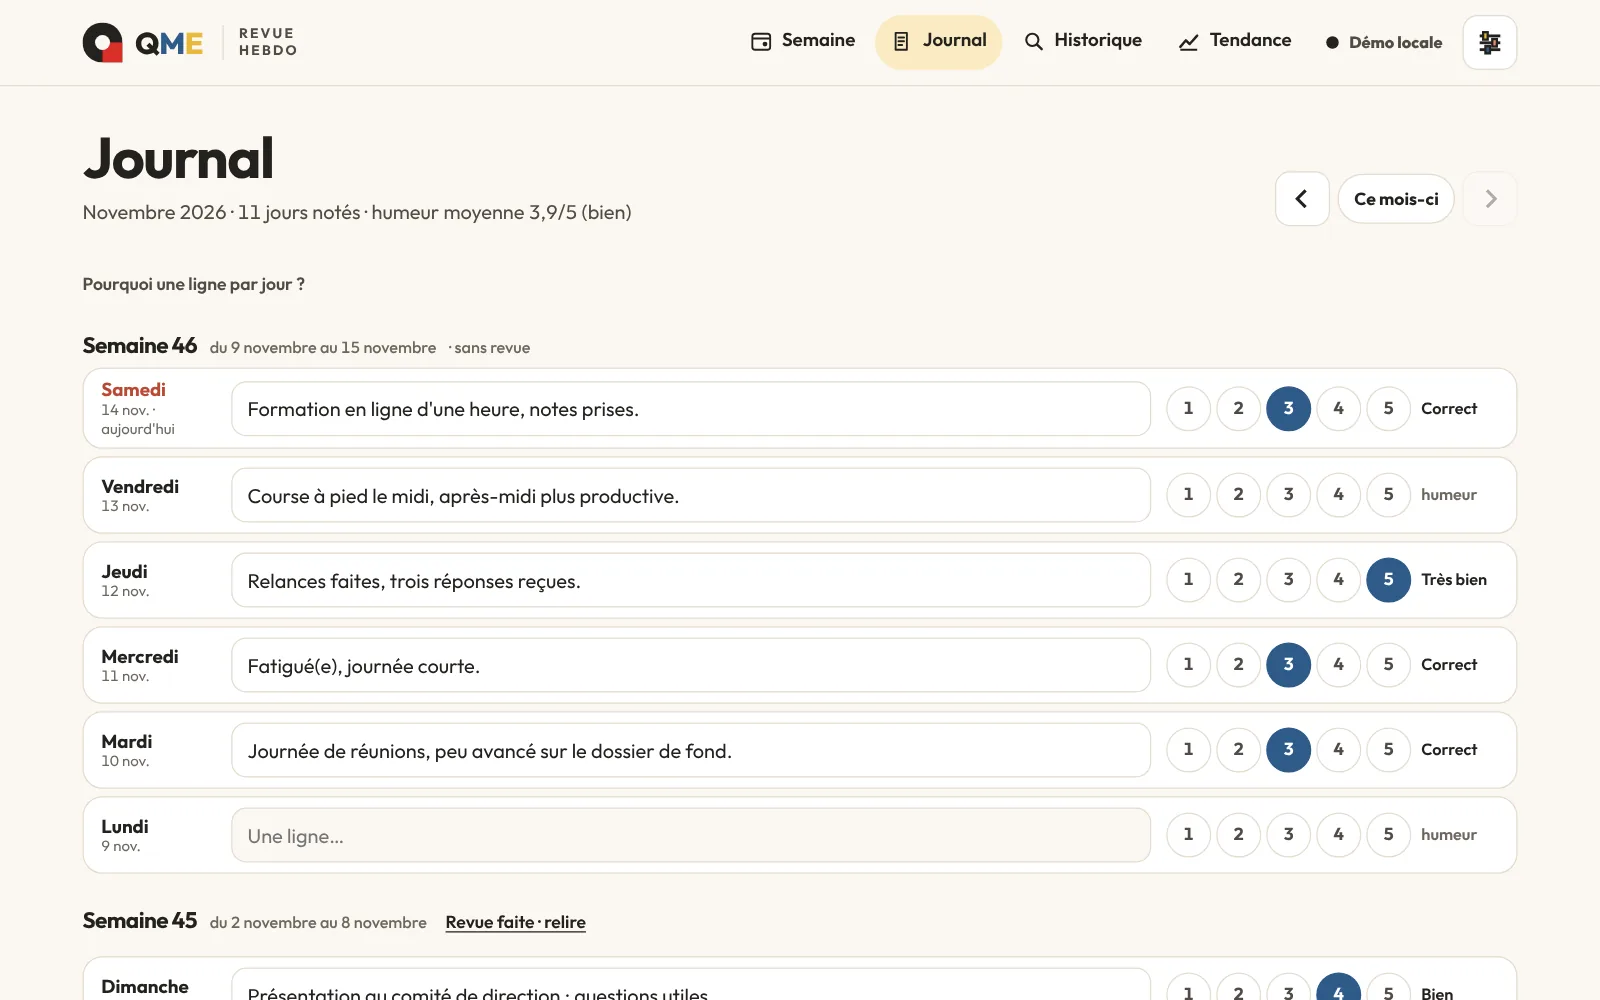 QME
REVUE
HEBDO
Semaine
Journal
Historique
Tendance
Démo locale
Journal
Novembre 2026 · 11 jours notés · humeur moyenne 3,9/5 (bien)
Ce mois-ci
Pourquoi une ligne par jour ?
Semaine 46 du 9 novembre au 15 novembre · sans revue
Samedi
14 nov. ·
aujourd'hui
Formation en ligne d'une heure, notes prises.
1 2 3 4 5 Correct
Vendredi
13 nov.
Course à pied le midi, après-midi plus productive.
1 2 3 4 5 humeur
Jeudi
12 nov.
Relances faites, trois réponses reçues.
1 2 3 4 5 Très bien
Mercredi
11 nov.
Fatigué(e), journée courte.
1 2 3 4 5 Correct
Mardi
10 nov.
Journée de réunions, peu avancé sur le dossier de fond.
1 2 3 4 5 Correct
Lundi
9 nov.
Une ligne...
1 2 3 4 5 humeur
Semaine 45 du 2 novembre au 8 novembre Revue faite · relire
Dimanche
Présentation au comité de direction : questions utiles.
1 2 3 4 5 Bien